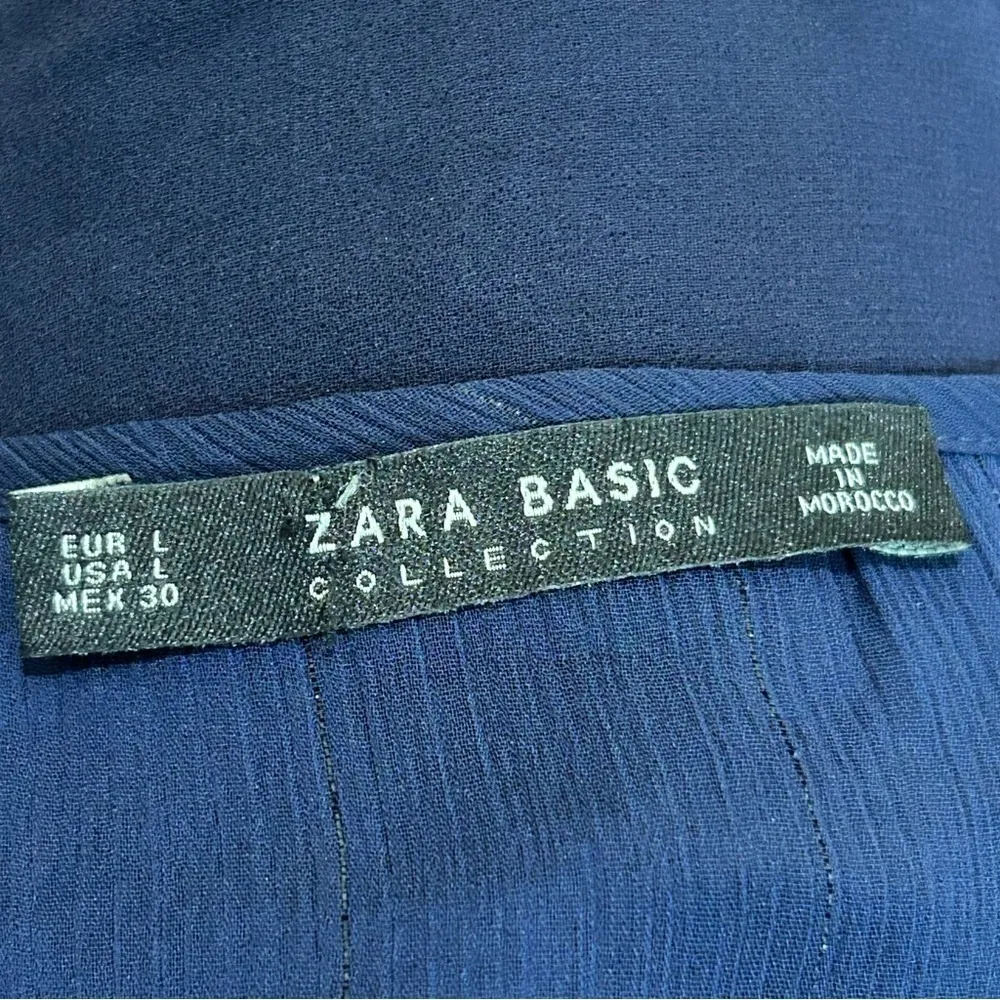 EUR L
USA L
MEX 30
ZARA BASIC
COLLECTION
MADE
IN
MOROCCO